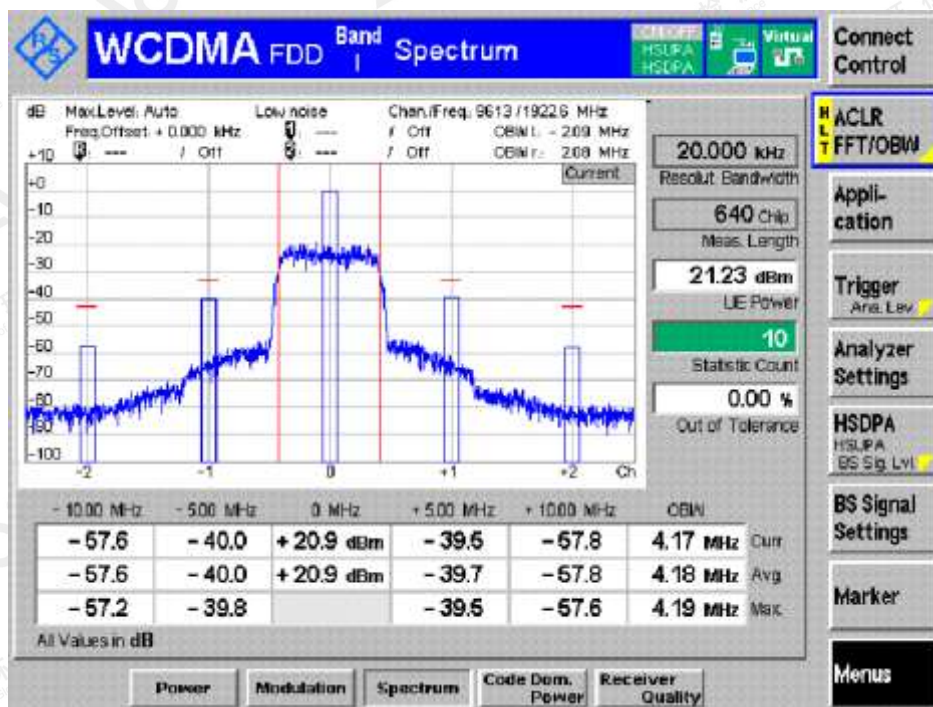 WCDMA FDD Band I Spectrum
HSUPA
HSDPA
Virtual
Connect Control
dB Max.Level: Auto Low noise Chan./Freq.: 9613 / 1922.6 MHz
Freq.Offset: + 0.000 kHz 1: --- / Off OBW l.: - 2.09 MHz
R: --- / Off 2: --- / Off OBW r.: 2.08 MHz
Current
+10
+0
-10
-20
-30
-40
-50
-60
-70
-80
-90
-100
-2 -1 0 +1 +2 Ch
20.000 kHz
Resolut. Bandwidth
640 Chip
Meas. Length
21.23 dBm
UE Power
10
Statistic Count
0.00 %
Out of Tolerance
- 10.00 MHz - 5.00 MHz 0 MHz + 5.00 MHz + 10.00 MHz OBW
- 57.6 - 40.0 + 20.9 dBm - 39.6 - 57.8 4.17 MHz Curr.
- 57.6 - 40.0 + 20.9 dBm - 39.7 - 57.8 4.18 MHz Avg.
- 57.2 - 39.8 - 39.5 - 57.6 4.19 MHz Max.
All Values in dB
Power Modulation Spectrum Code Dom. Power Receiver Quality
HLT
ACLR
FFT/OBW
Appli-
cation
Trigger
Ana. Lev.
Analyzer
Settings
HSDPA
HSUPA
BS Sig. Lvl.
BS Signal
Settings
Marker
Menus